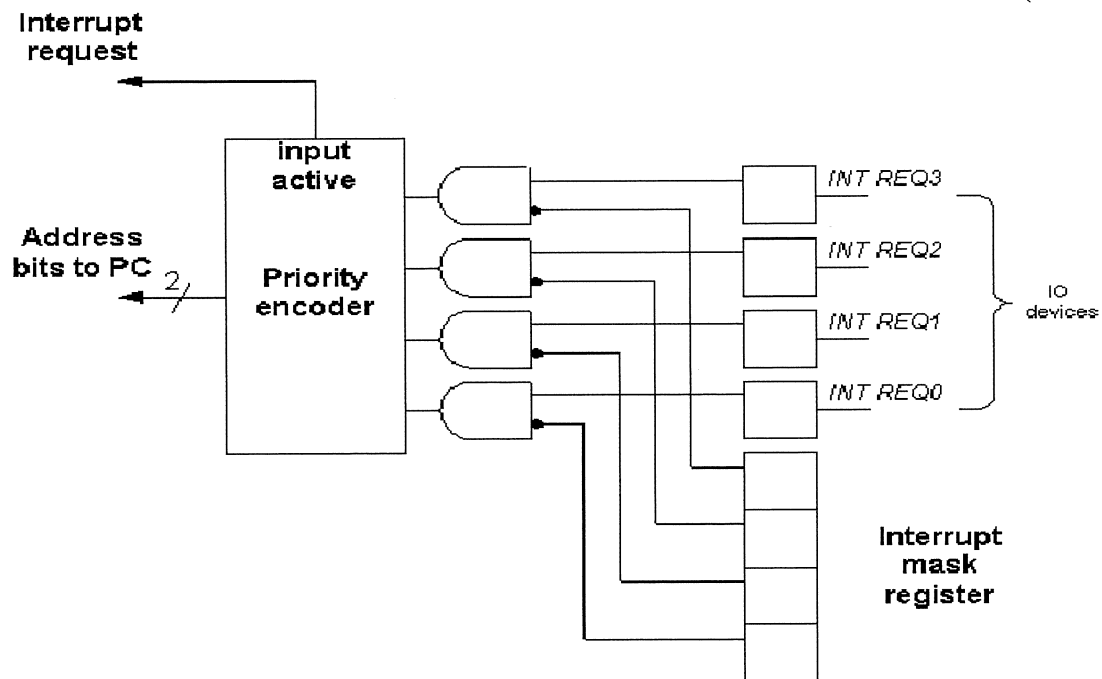 Interrupt
request
input
active
Address
bits to PC
2
Priority
encoder
INT REQ3
INT REQ2
INT REQ1
INT REQ0
IO
devices
Interrupt
mask
register